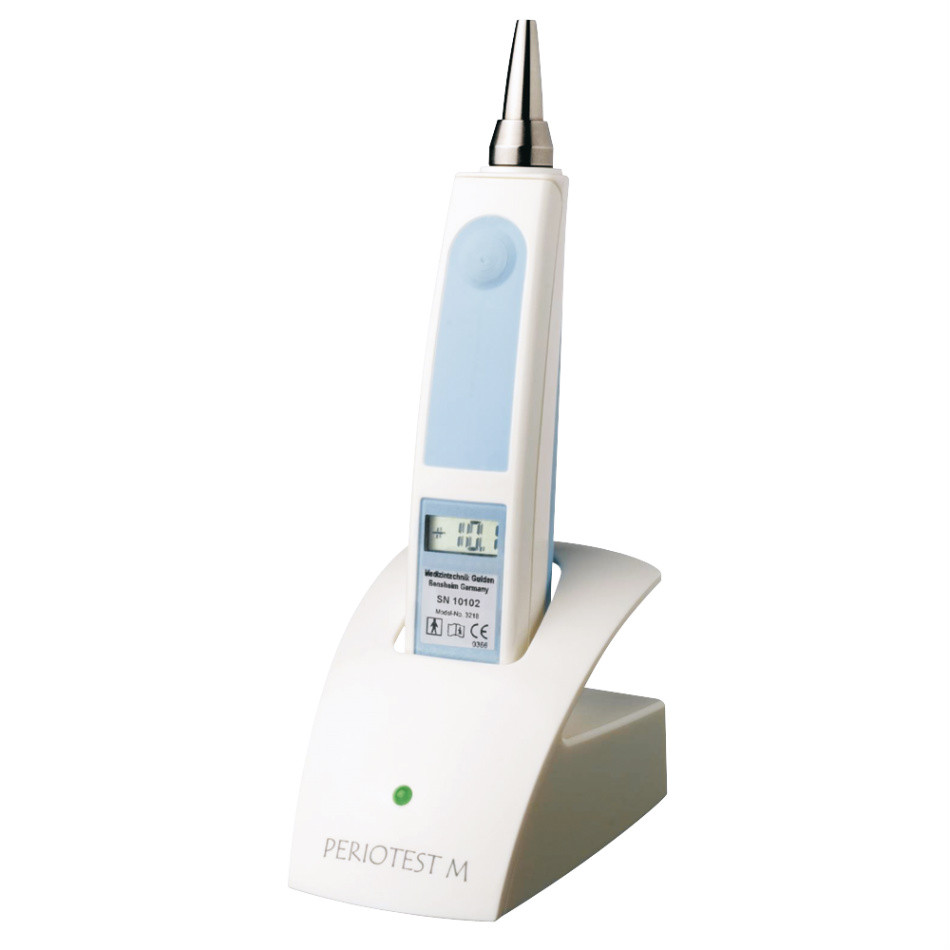 +10.1
Medizintechnik Gulden
Bensheim Germany
SN 10102
Model-No. 3218
CE
0366
PERIOTEST M